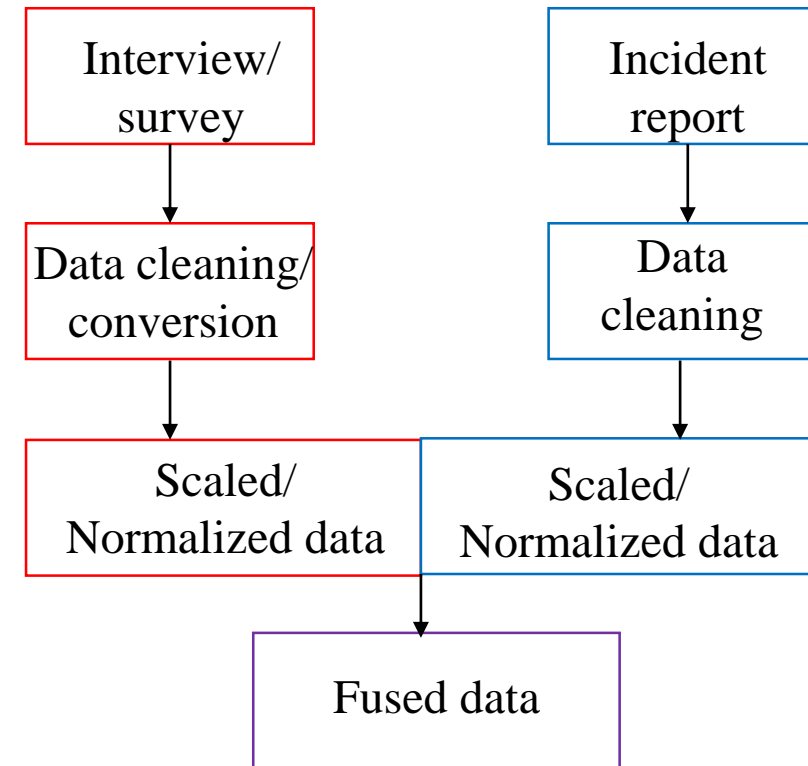 Interview/
survey
Incident
report
Data cleaning/
conversion
Data
cleaning
Scaled/
Normalized data
Scaled/
Normalized data
Fused data